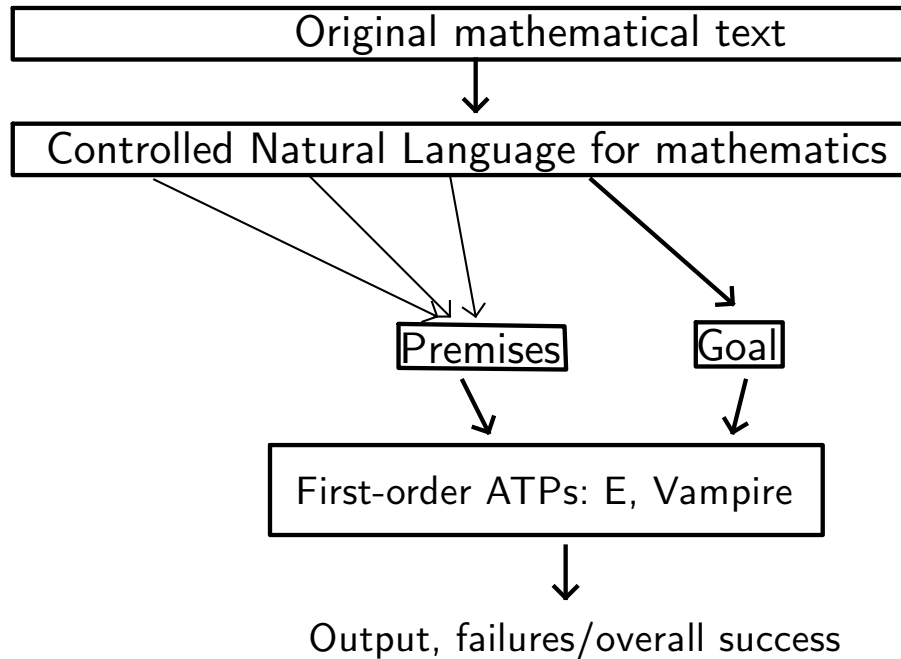 Original mathematical text
Controlled Natural Language for mathematics
Premises
Goal
First-order ATPs: E, Vampire
Output, failures/overall success